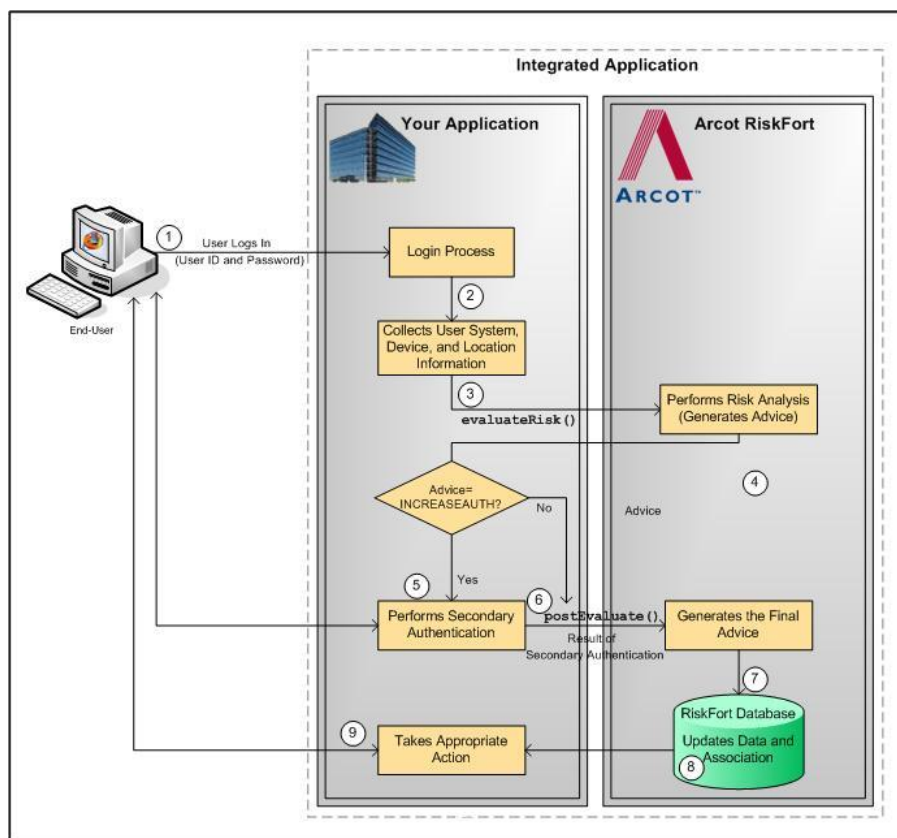 Integrated Application
Your Application
Arcot RiskFort
ARCOT™
1
User Logs In
(User ID and Password)
End-User
Login Process
2
Collects User System,
Device, and Location
Information
3
evaluateRisk()
Performs Risk Analysis
(Generates Advice)
4
Advice=
INCREASEAUTH?
No
Advice
Yes
5
Performs Secondary
Authentication
6
postEvaluate()
Result of
Secondary Authentication
Generates the Final
Advice
7
RiskFort Database
Updates Data and
Association
8
9
Takes Appropriate
Action